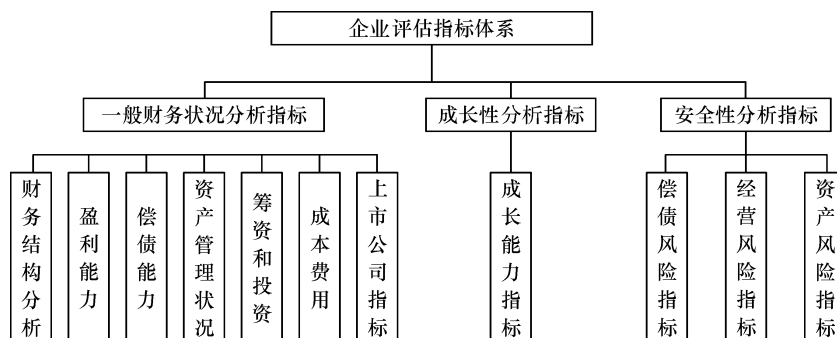 企业评估指标体系
一般财务状况分析指标
成长性分析指标
安全性分析指标
财务结构分析
盈利能力
偿债能力
资产管理状况
筹资和投资
成本费用
上市公司指标
成长能力指标
偿债风险指标
经营风险指标
资产风险指标